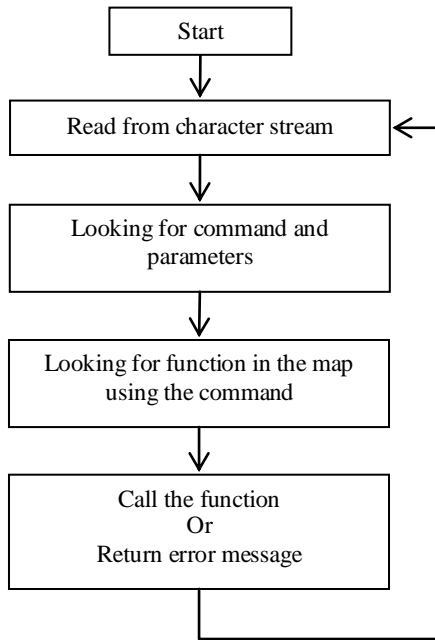 Start
Read from character stream
Looking for command and
parameters
Looking for function in the map
using the command
Call the function
Or
Return error message